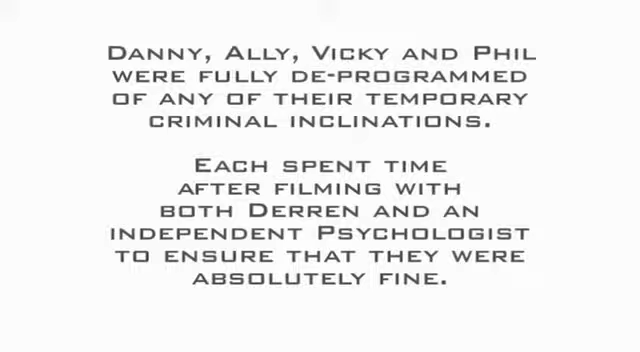 Danny, Ally, Vicky and Phil
were fully de-programmed
of any of their temporary
criminal inclinations.
Each spent time
after filming with
both Derren and an
independent Psychologist
to ensure that they were
absolutely fine.